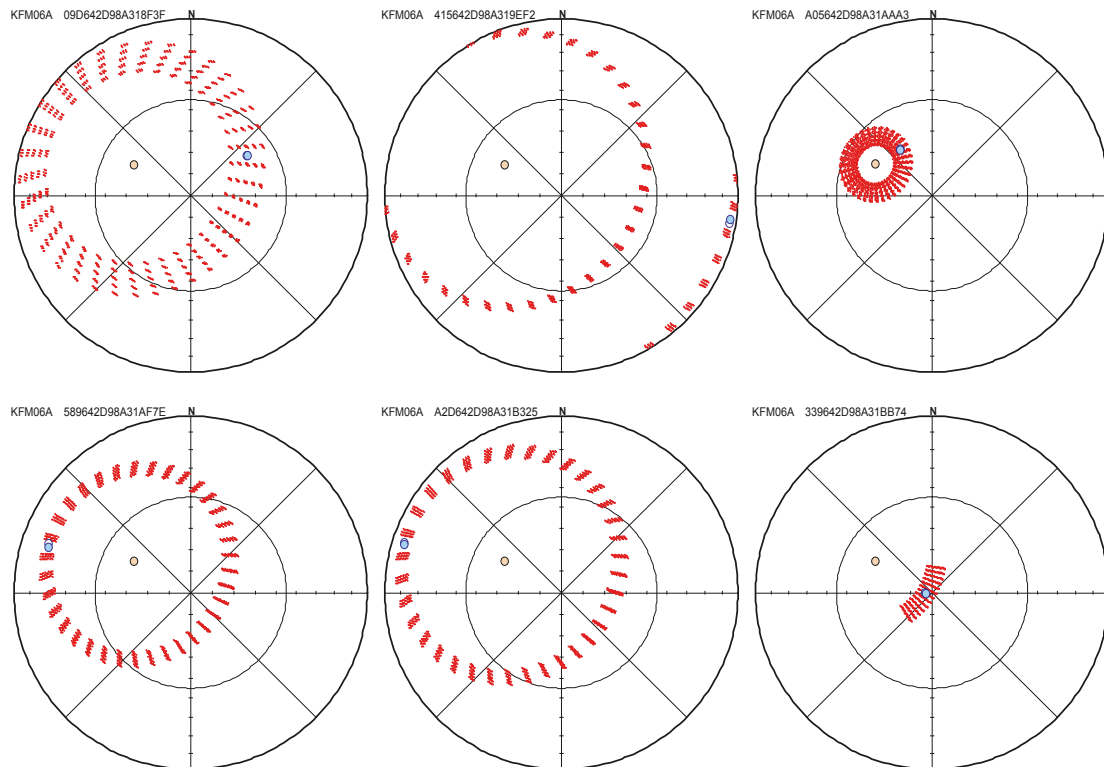 KFM06A 09D642D98A318F3F
N
KFM06A 415642D98A319EF2
N
KFM06A A05642D98A31AAA3
N
KFM06A 589642D98A31AF7E
N
KFM06A A2D642D98A31B325
N
KFM06A 339642D98A31BB74
N